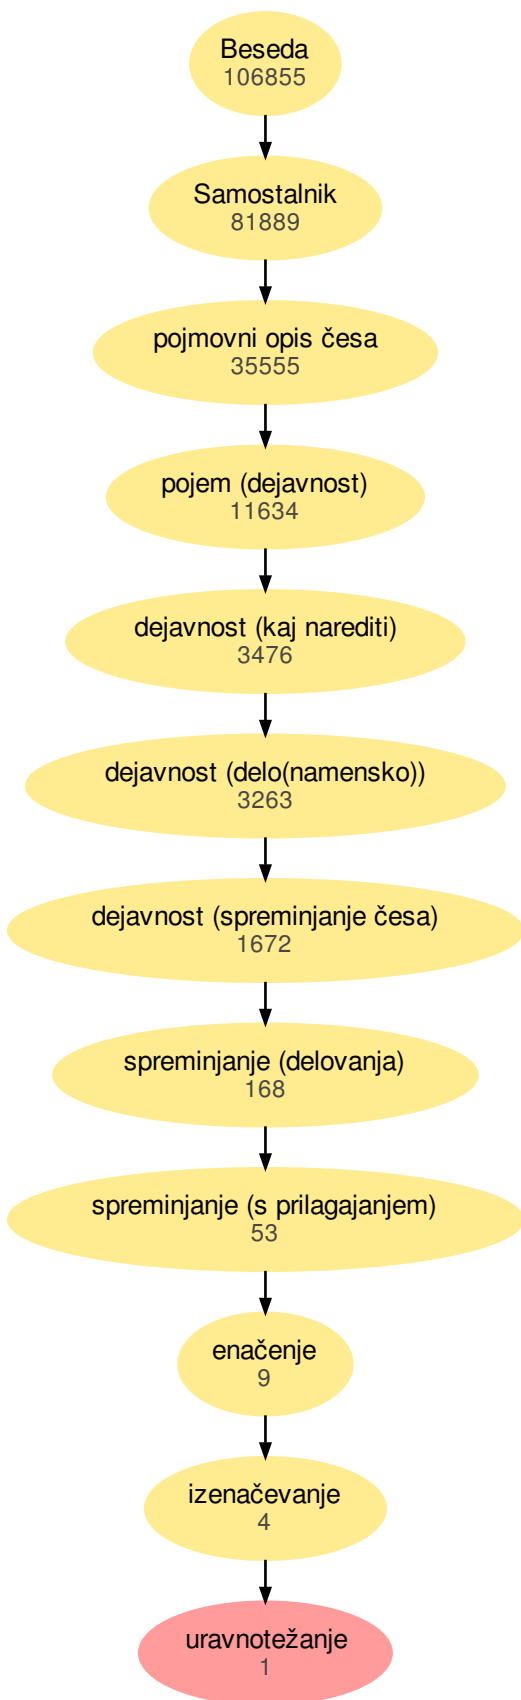 Beseda
106855
Samostalnik
81889
pojmovni opis česa
35555
pojem (dejavnost)
11634
dejavnost (kaj narediti)
3476
dejavnost (delo(namensko))
3263
dejavnost (spreminjanje česa)
1672
spreminjanje (delovanja)
168
spreminjanje (s prilagajanjem)
53
enačenje
9
izenačevanje
4
uravnotežanje
1